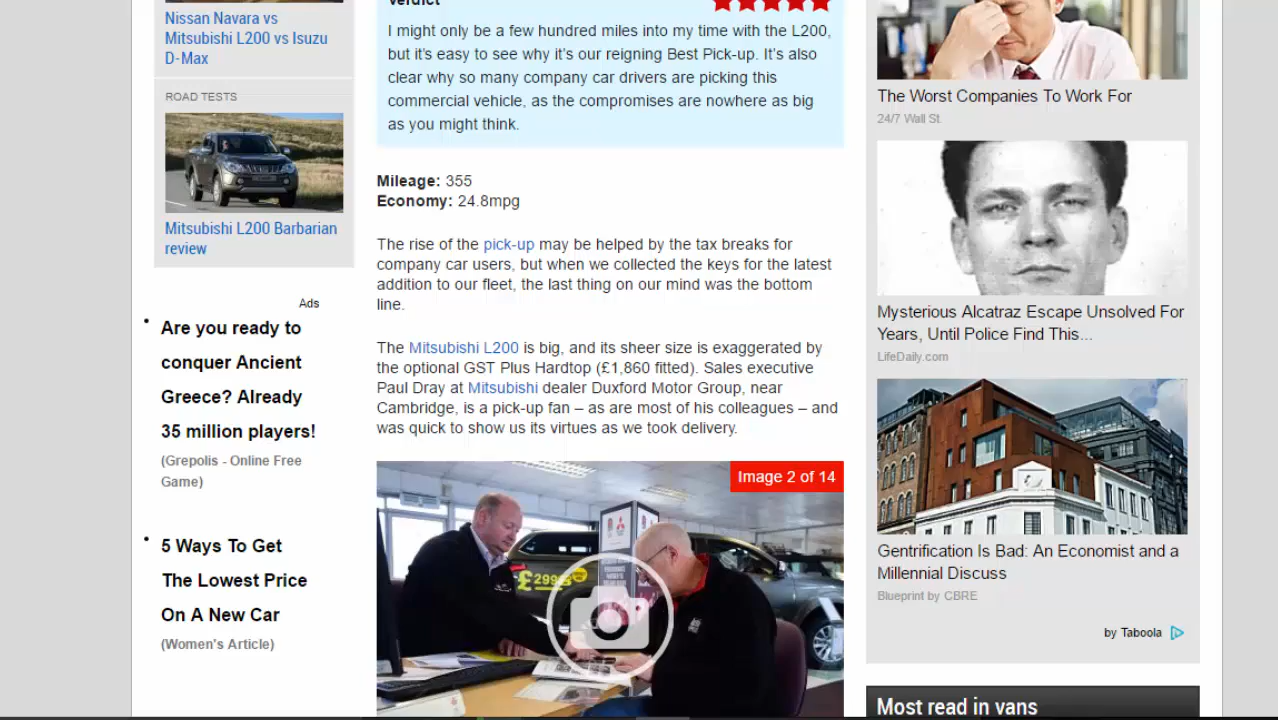 Nissan Navara vs
Mitsubishi L200 vs Isuzu
D-Max
ROAD TESTS
Mitsubishi L200 Barbarian
review
Ads
Are you ready to
conquer Ancient
Greece? Already
35 million players!
(Grepolis - Online Free
Game)
5 Ways To Get
The Lowest Price
On A New Car
(Women's Article)
Verdict
I might only be a few hundred miles into my time with the L200,
but it's easy to see why it's our reigning Best Pick-up. It's also
clear why so many company car drivers are picking this
commercial vehicle, as the compromises are nowhere as big
as you might think.
Mileage: 355
Economy: 24.8mpg
The rise of the pick-up may be helped by the tax breaks for
company car users, but when we collected the keys for the latest
addition to our fleet, the last thing on our mind was the bottom
line.
The Mitsubishi L200 is big, and its sheer size is exaggerated by
the optional GST Plus Hardtop (£1,860 fitted). Sales executive
Paul Dray at Mitsubishi dealer Duxford Motor Group, near
Cambridge, is a pick-up fan – as are most of his colleagues – and
was quick to show us its virtues as we took delivery.
Image 2 of 14
£299
The Worst Companies To Work For
24/7 Wall St.
Mysterious Alcatraz Escape Unsolved For
Years, Until Police Find This...
LifeDaily.com
Gentrification Is Bad: An Economist and a
Millennial Discuss
Blueprint by CBRE
by Taboola
Most read in vans